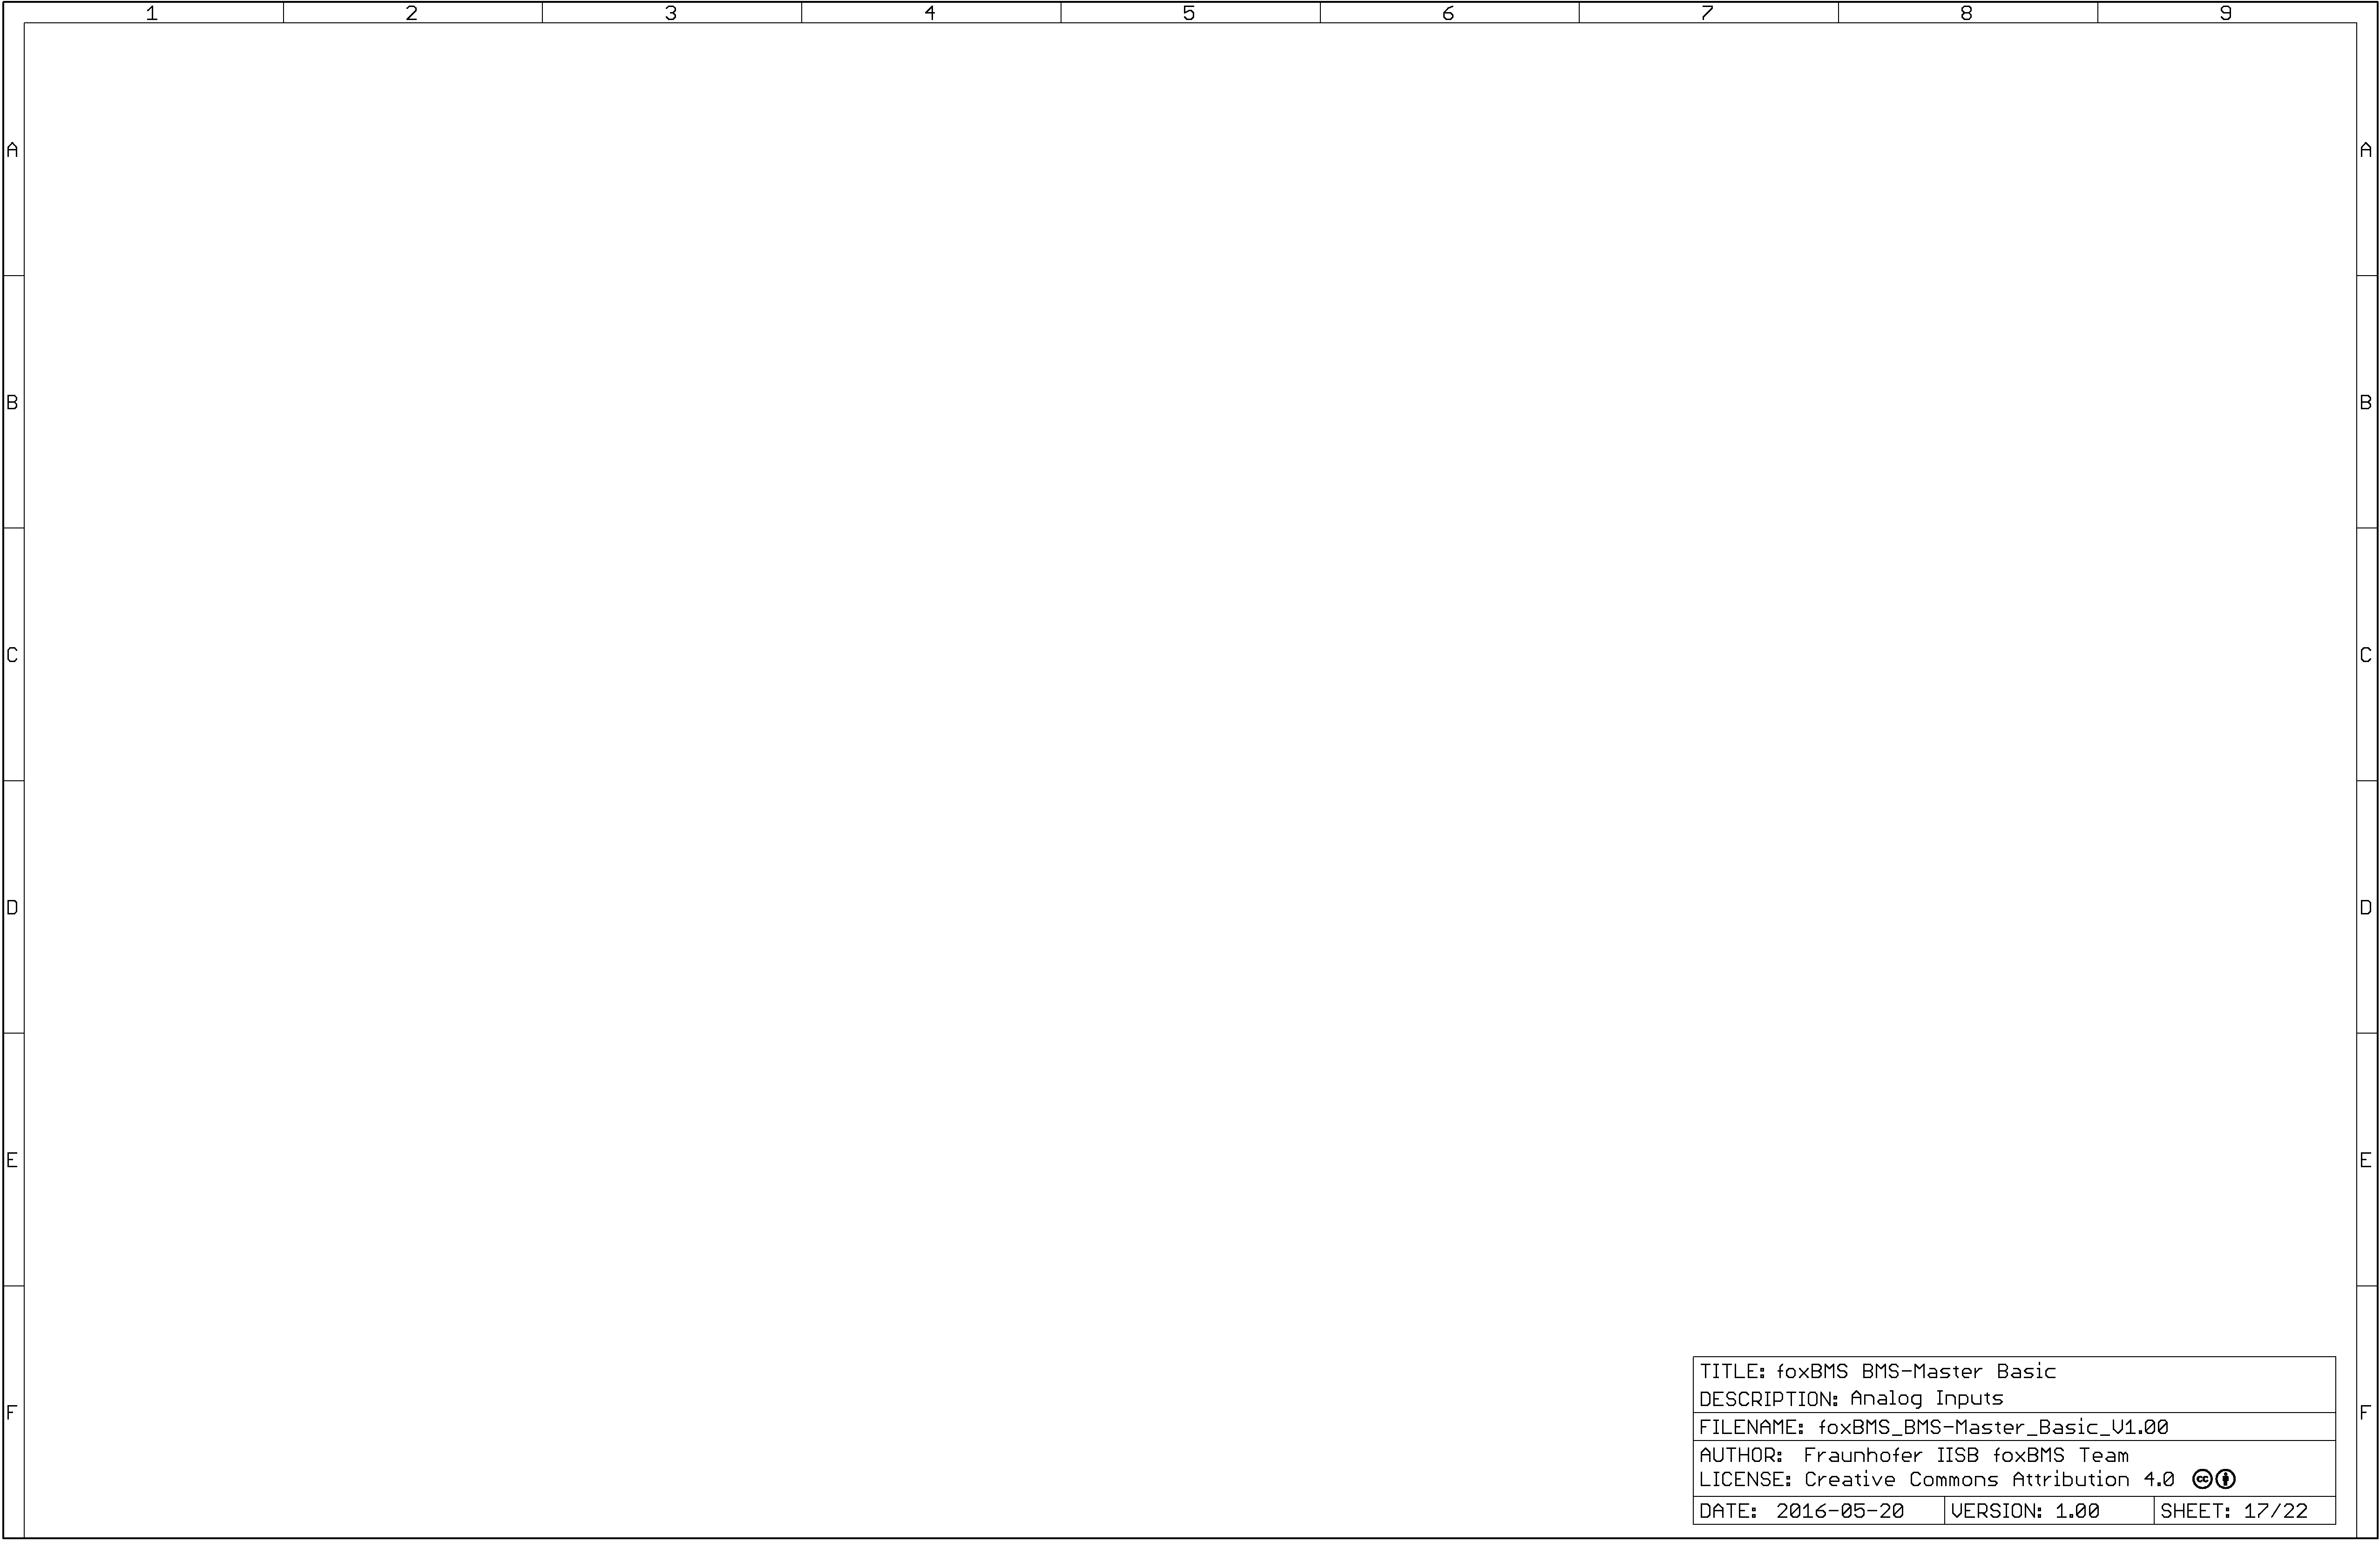 1 2 3 4 5 6 7 8 9
A A
B B
C C
D D
E E
F F
TITLE: foxBMS BMS-Master Basic
DESCRIPTION: Analog Inputs
FILENAME: foxBMS_BMS-Master_Basic_V1.00
AUTHOR: Fraunhofer IISB foxBMS Team
LICENSE: Creative Commons Attribution 4.0 cc
DATE: 2016-05-20 VERSION: 1.00 SHEET: 17/22